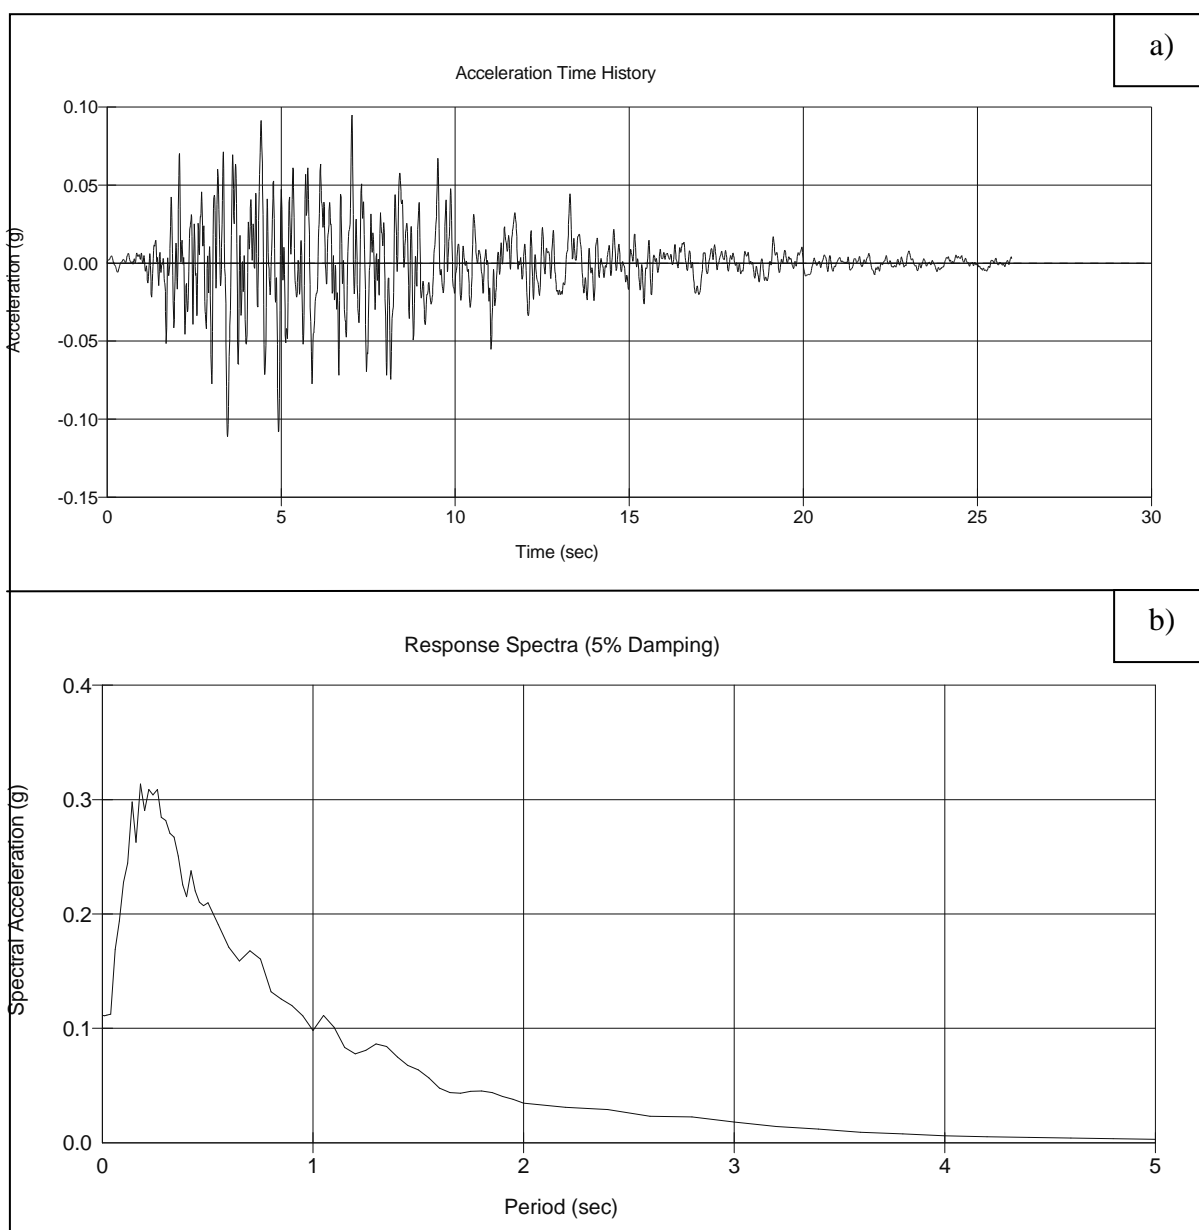 a)
Acceleration Time History
Acceleration (g)
0.10
0.05
0.00
-0.05
-0.10
-0.15
0 5 10 15 20 25 30
Time (sec)
b)
Response Spectra (5% Damping)
Spectral Acceleration (g)
0.4
0.3
0.2
0.1
0.0
0 1 2 3 4 5
Period (sec)